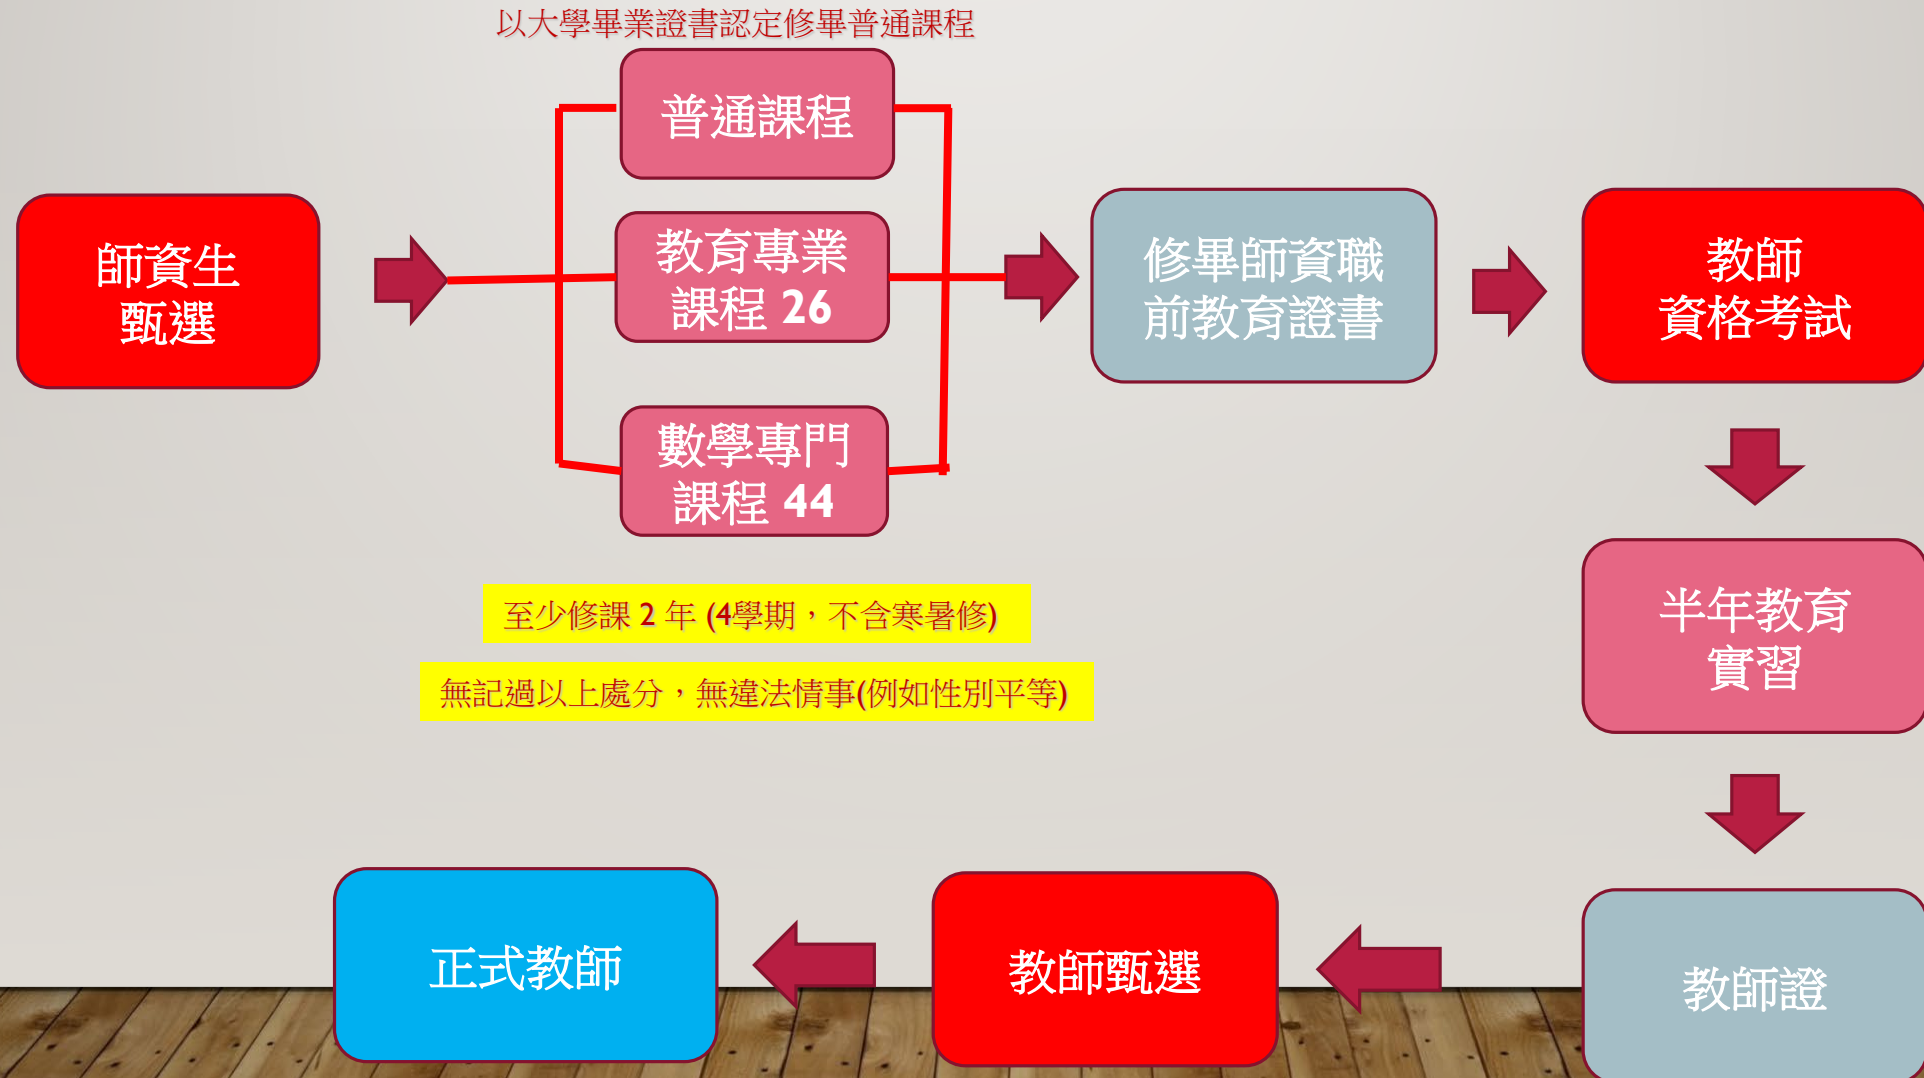 以大學畢業證書認定修畢普通課程
普通課程
師資生
甄選
教育專業
課程 26
數學專門
課程 44
修畢師資職
前教育證書
教師
資格考試
至少修課 2 年 (4學期，不含寒暑修)
無記過以上處分，無違法情事(例如性別平等)
半年教育
實習
教師證
教師甄選
正式教師